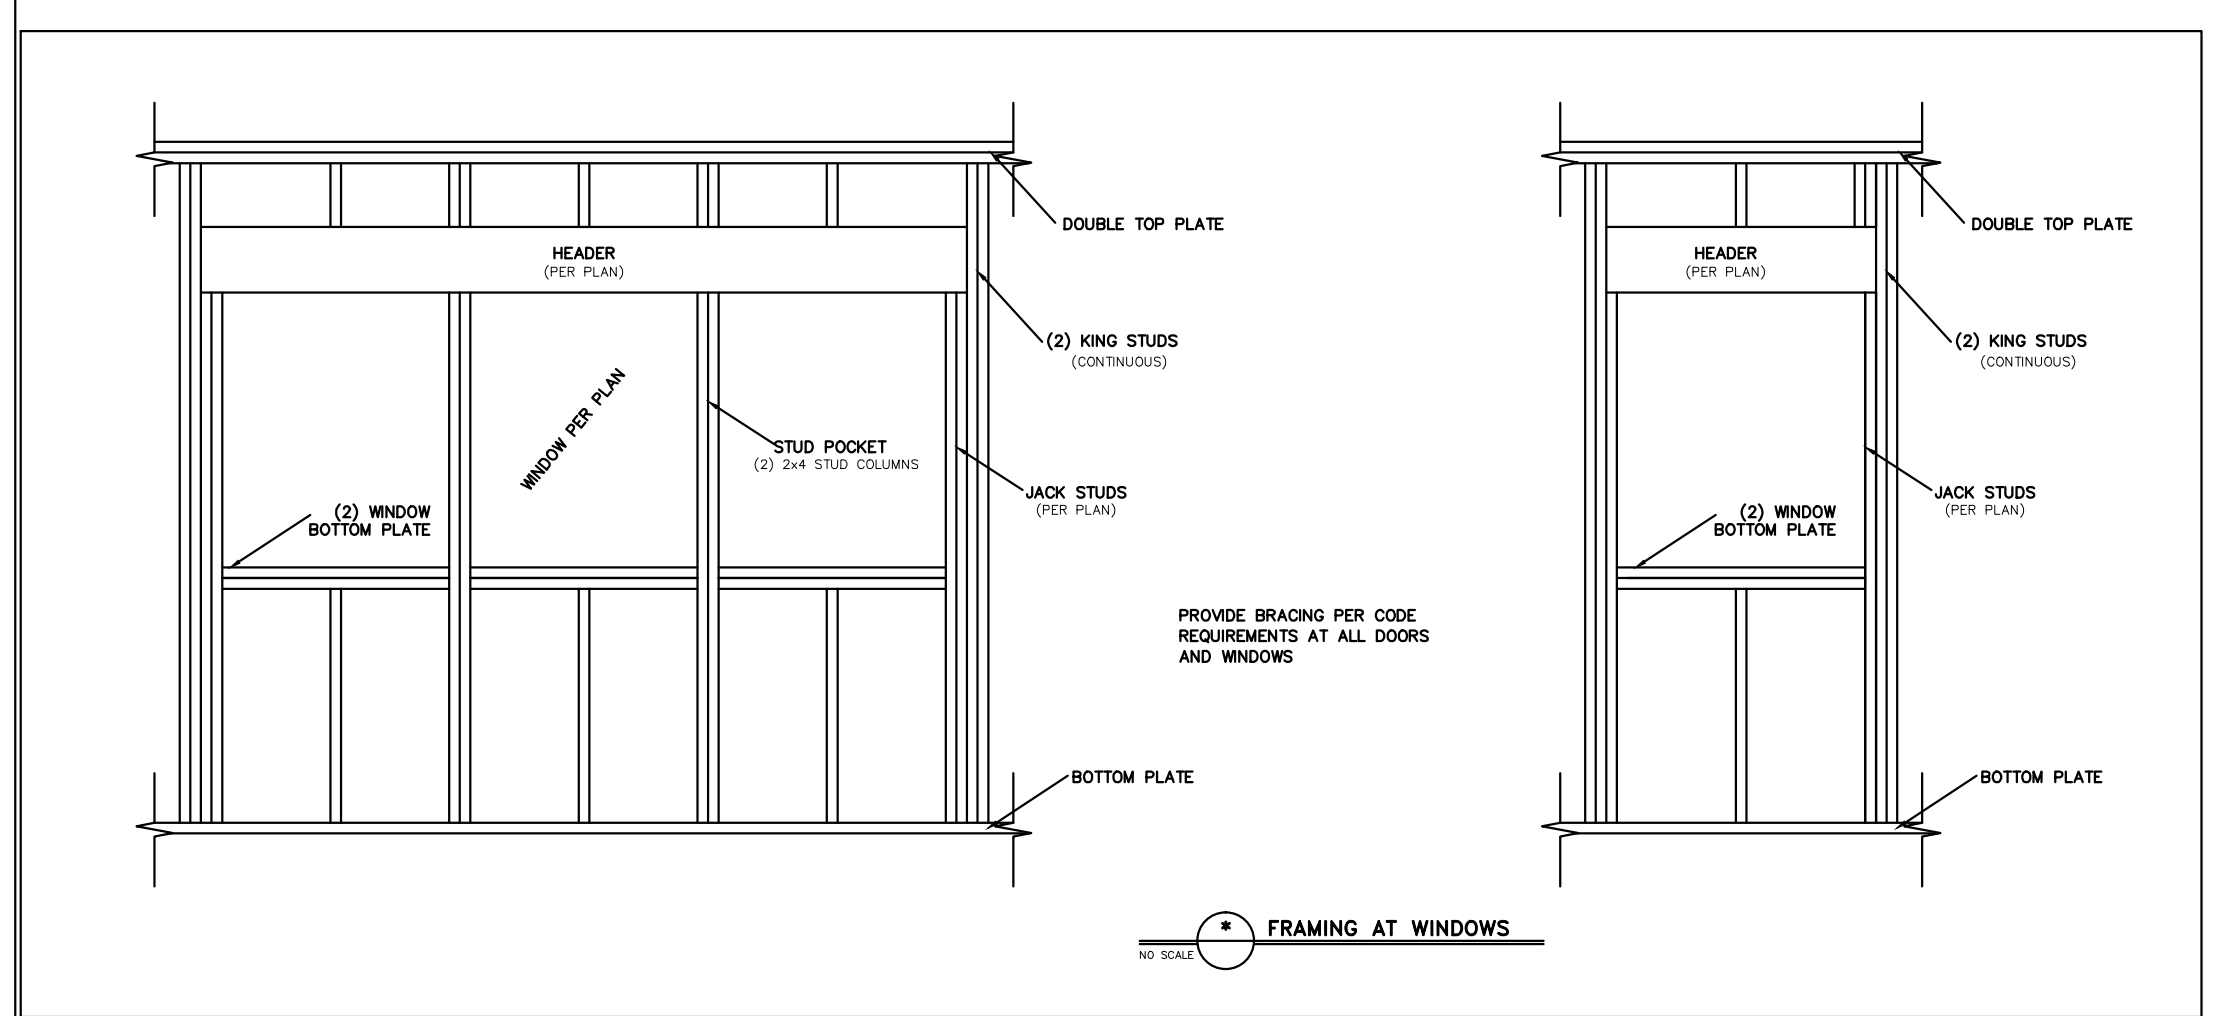 DOUBLE TOP PLATE
HEADER
(PER PLAN)
(2) KING STUDS
(CONTINUOUS)
WINDOW PER PLAN
STUD POCKET
(2) 2x4 STUD COLUMNS
JACK STUDS
(PER PLAN)
(2) WINDOW
BOTTOM PLATE
BOTTOM PLATE
PROVIDE BRACING PER CODE
REQUIREMENTS AT ALL DOORS
AND WINDOWS
DOUBLE TOP PLATE
HEADER
(PER PLAN)
(2) KING STUDS
(CONTINUOUS)
JACK STUDS
(PER PLAN)
(2) WINDOW
BOTTOM PLATE
BOTTOM PLATE
* FRAMING AT WINDOWS
NO SCALE